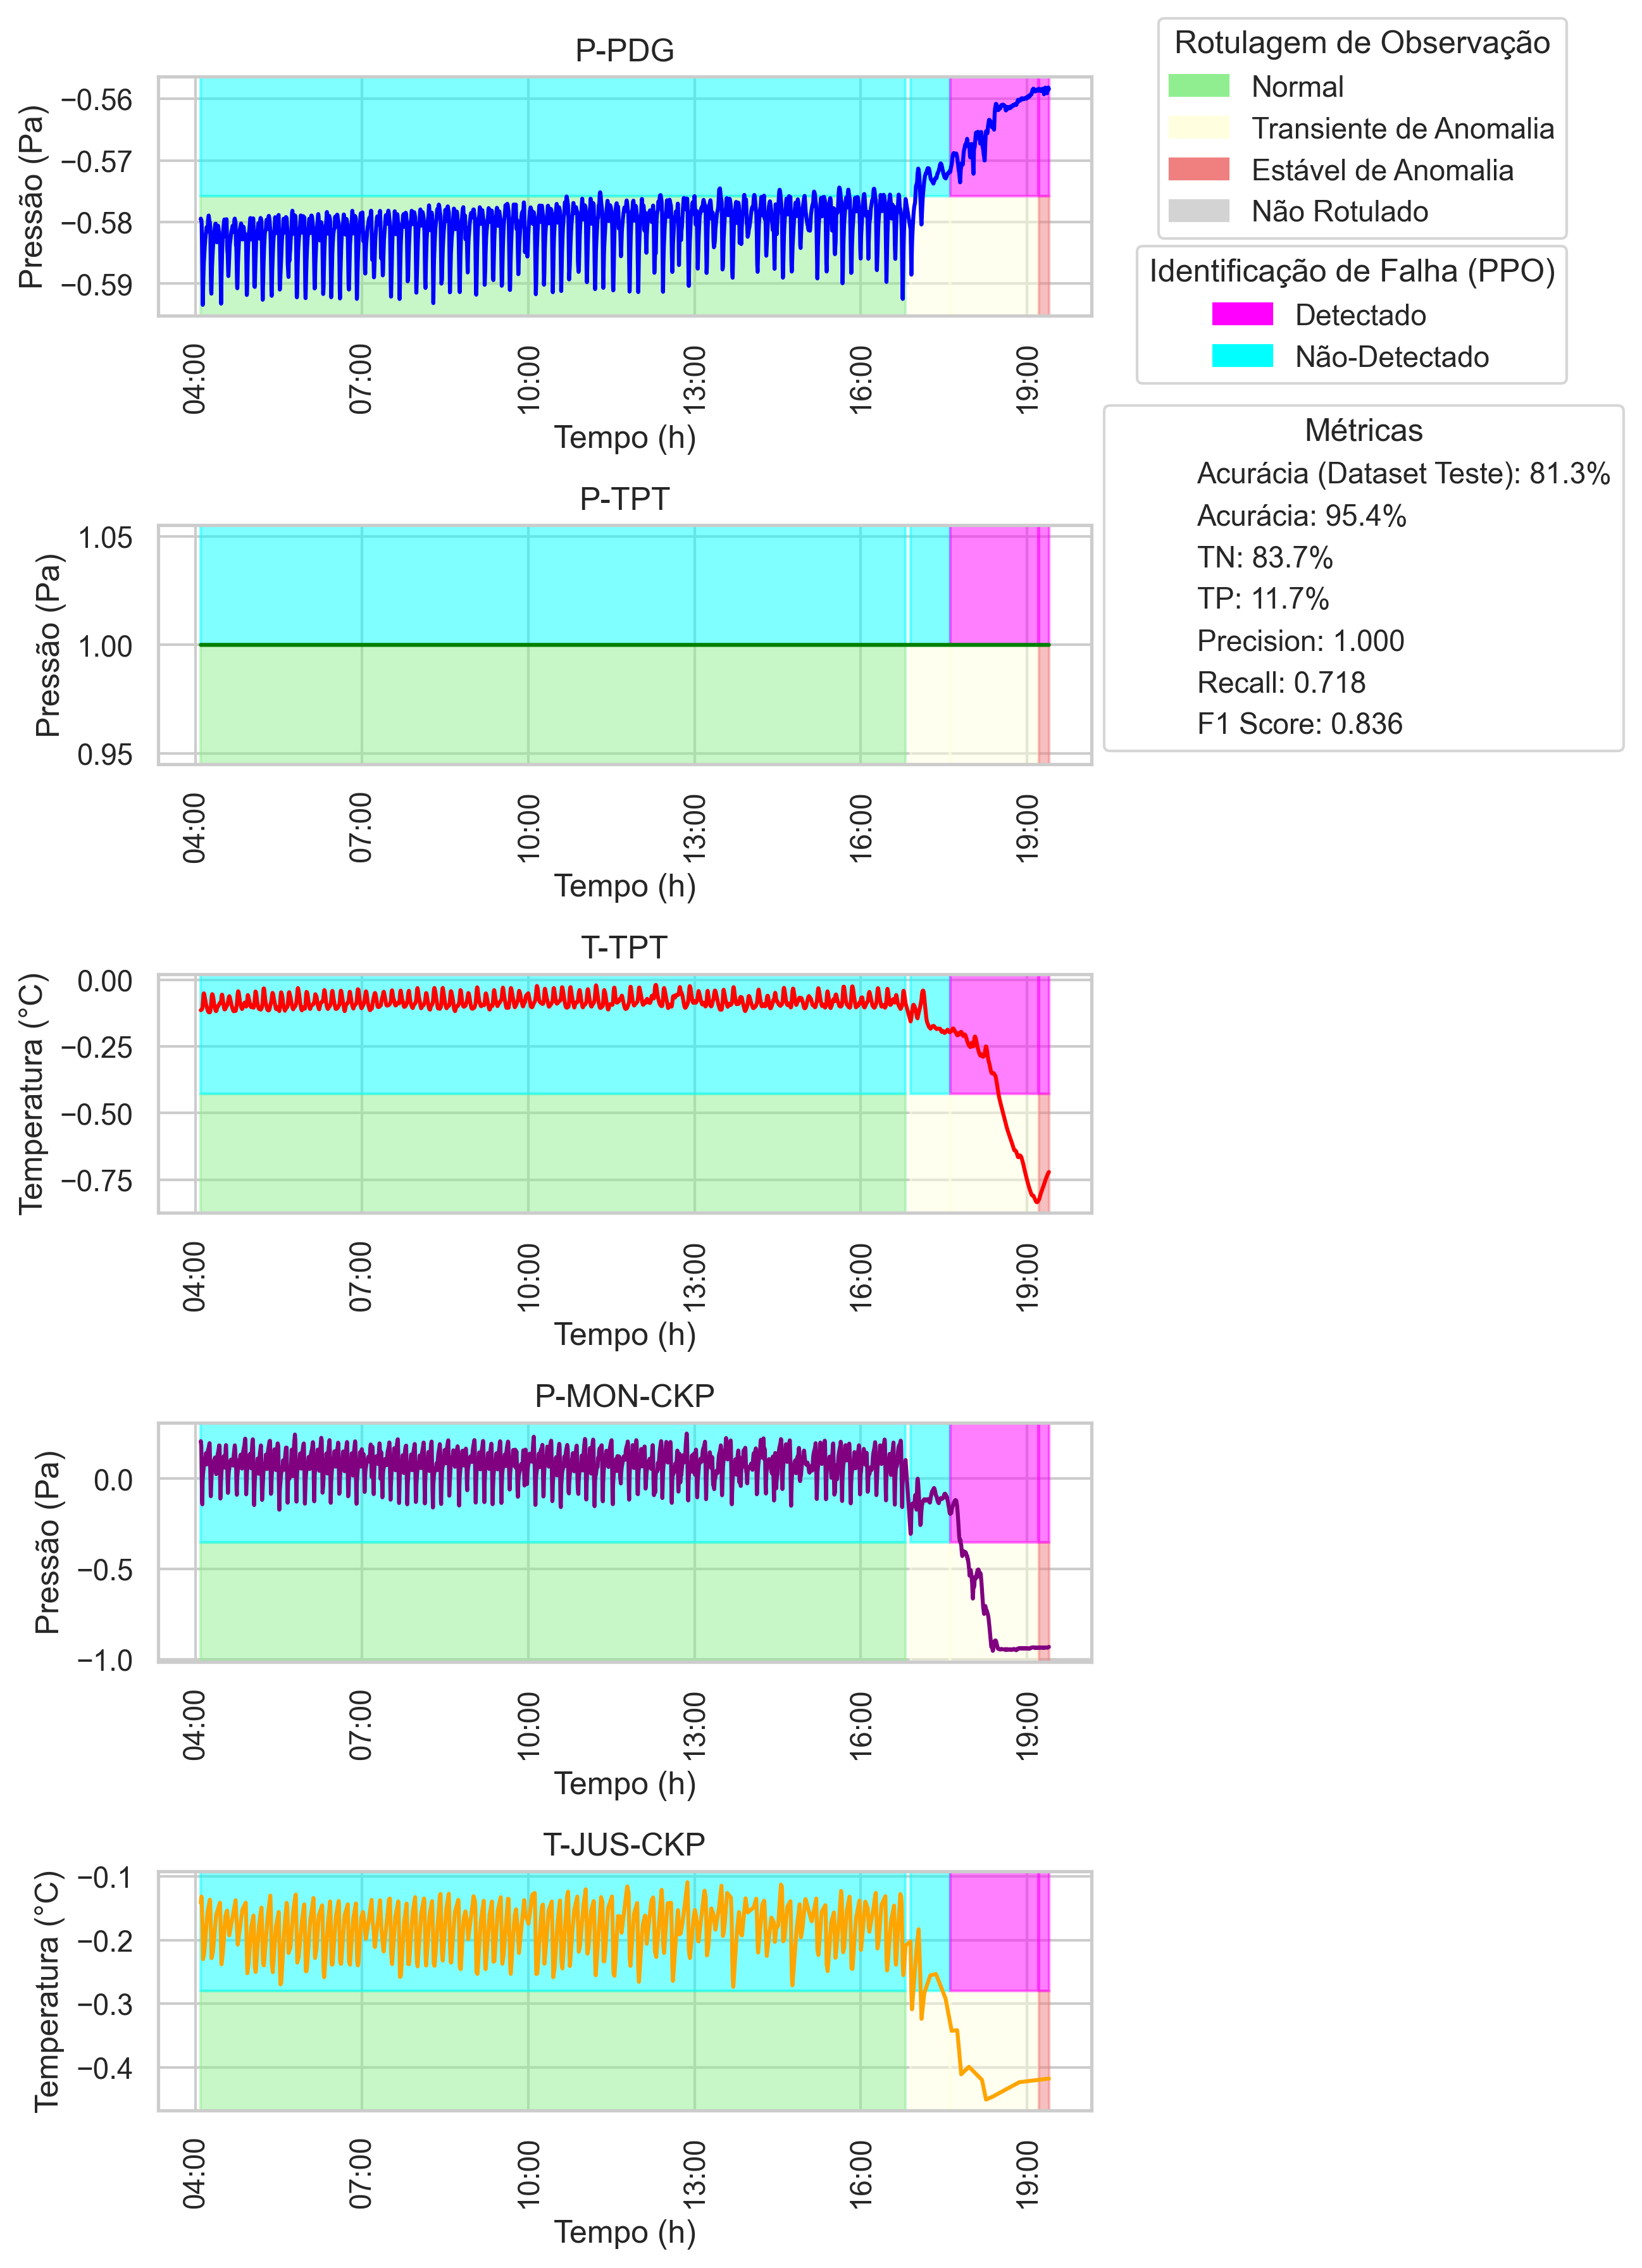 P-PDG
Pressão (Pa)
−0.56
−0.57
−0.58
−0.59
04:00
07:00
10:00
13:00
16:00
19:00
Tempo (h)
Rotulagem de Observação
Normal
Transiente de Anomalia
Estável de Anomalia
Não Rotulado
Identificação de Falha (PPO)
Detectado
Não-Detectado
Métricas
Acurácia (Dataset Teste): 81.3%
Acurácia: 95.4%
TN: 83.7%
TP: 11.7%
Precision: 1.000
Recall: 0.718
F1 Score: 0.836
P-TPT
Pressão (Pa)
1.05
1.00
0.95
04:00
07:00
10:00
13:00
16:00
19:00
Tempo (h)
T-TPT
Temperatura (°C)
0.00
−0.25
−0.50
−0.75
04:00
07:00
10:00
13:00
16:00
19:00
Tempo (h)
P-MON-CKP
Pressão (Pa)
0.0
−0.5
−1.0
04:00
07:00
10:00
13:00
16:00
19:00
Tempo (h)
T-JUS-CKP
Temperatura (°C)
−0.1
−0.2
−0.3
−0.4
04:00
07:00
10:00
13:00
16:00
19:00
Tempo (h)